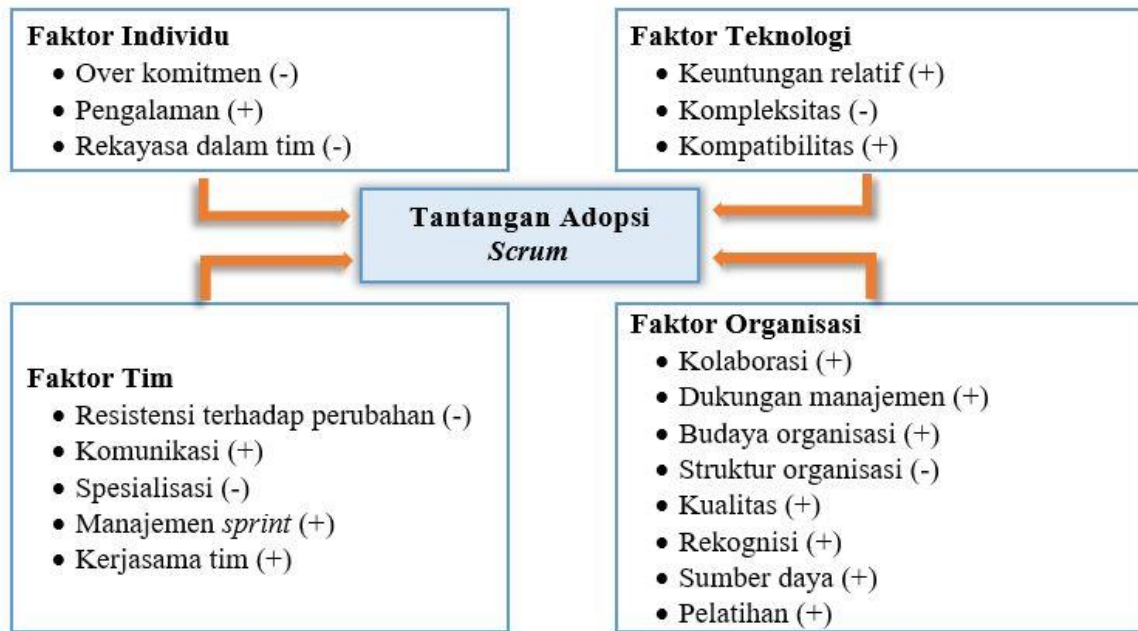 Faktor Individu
• Over komitmen (-)
• Pengalaman (+)
• Rekayasa dalam tim (-)
Faktor Teknologi
• Keuntungan relatif (+)
• Kompleksitas (-)
• Kompatibilitas (+)
Tantangan Adopsi
Scrum
Faktor Tim
• Resistensi terhadap perubahan (-)
• Komunikasi (+)
• Spesialisasi (-)
• Manajemen sprint (+)
• Kerjasama tim (+)
Faktor Organisasi
• Kolaborasi (+)
• Dukungan manajemen (+)
• Budaya organisasi (+)
• Struktur organisasi (-)
• Kualitas (+)
• Rekognisi (+)
• Sumber daya (+)
• Pelatihan (+)